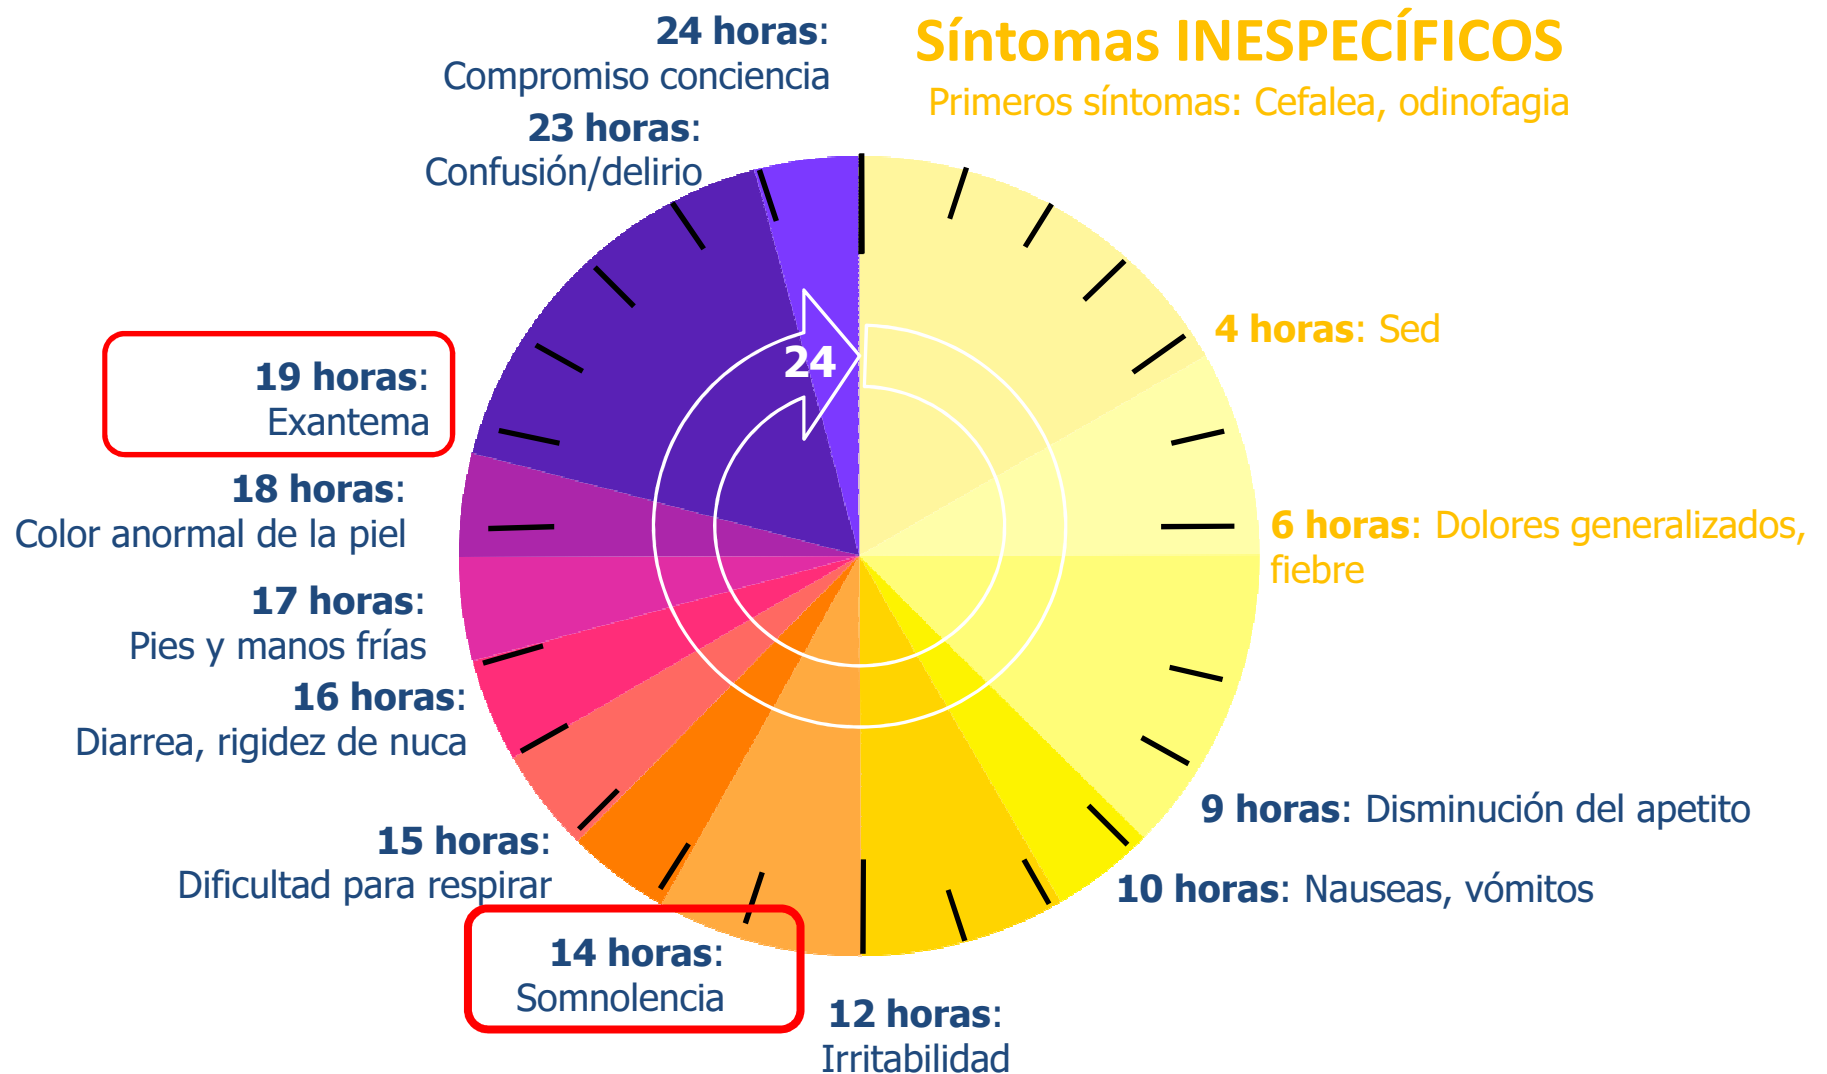 Síntomas INESPECÍFICOS
Primeros síntomas: Cefalea, odinofagia
4 horas: Sed
6 horas: Dolores generalizados,
fiebre
9 horas: Disminución del apetito
10 horas: Nauseas, vómitos
12 horas:
Irritabilidad
14 horas:
Somnolencia
15 horas:
Dificultad para respirar
16 horas:
Diarrea, rigidez de nuca
17 horas:
Pies y manos frías
18 horas:
Color anormal de la piel
19 horas:
Exantema
23 horas:
Confusión/delirio
24 horas:
Compromiso conciencia
24